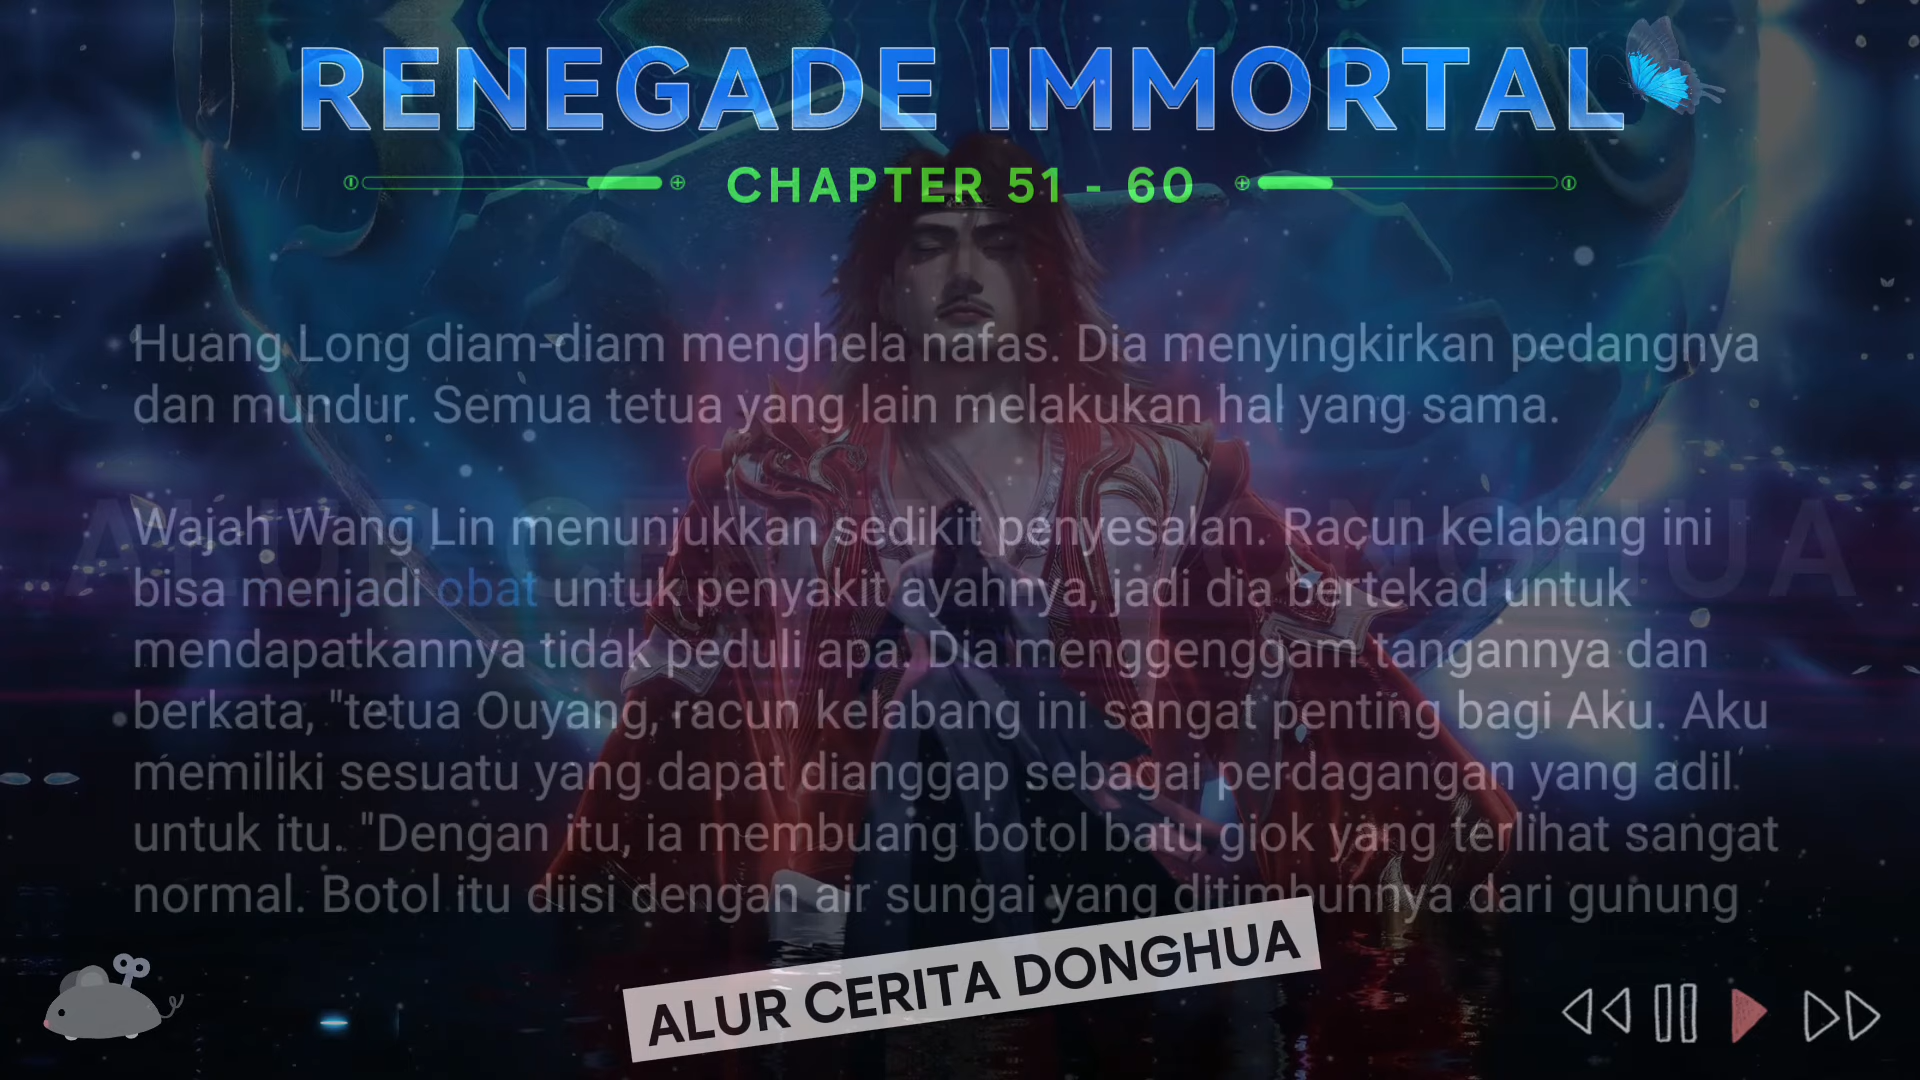 RENEGADE IMMORTAL
CHAPTER 51 - 60
Huang Long diam-diam menghela nafas. Dia menyingkirkan pedangnya
dan mundur. Semua tetua yang lain melakukan hal yang sama.
Wajah Wang Lin menunjukkan sedikit penyesalan. Racun kelabang ini
bisa menjadi obat untuk penyakit ayahnya, jadi dia bertekad untuk
mendapatkannya tidak peduli apa. Dia menggenggam tangannya dan
berkata, "tetua Ouyang, racun kelabang ini sangat penting bagi Aku. Aku
memiliki sesuatu yang dapat dianggap sebagai perdagangan yang adil
untuk itu. "Dengan itu, ia membuang botol batu giok yang terlihat sangat
normal. Botol itu diisi dengan air sungai yang ditimbunnya dari gunung
ALUR CERITA DONGHUA
ALUR CERITA DONGHUA